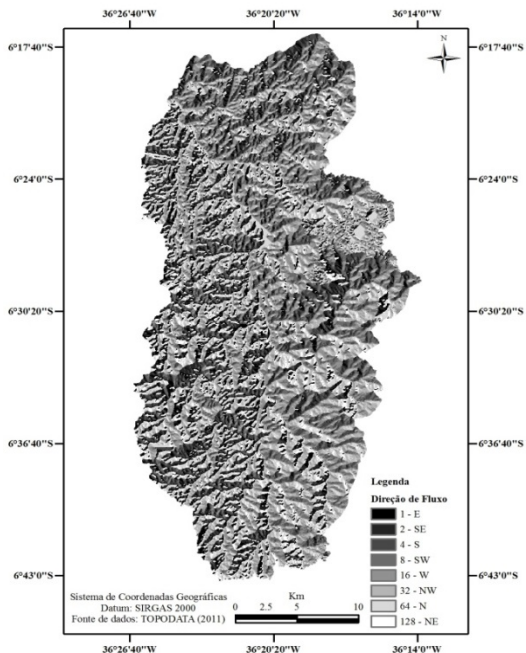 36°26'40"W 36°20'20"W 36°14'0"W
6°17'40"S 6°17'40"S
N
6°24'0"S 6°24'0"S
6°30'20"S 6°30'20"S
6°36'40"S 6°36'40"S
Legenda
Direção de Fluxo
1 - E
2 - SE
4 - S
8 - SW
16 - W
32 - NW
64 - N
128 - NE
6°43'0"S 6°43'0"S
Sistema de Coordenadas Geográficas
Datum: SIRGAS 2000
Fonte de dados: TOPODATA (2011)
Km
0 2.5 5 10
36°26'40"W 36°20'20"W 36°14'0"W